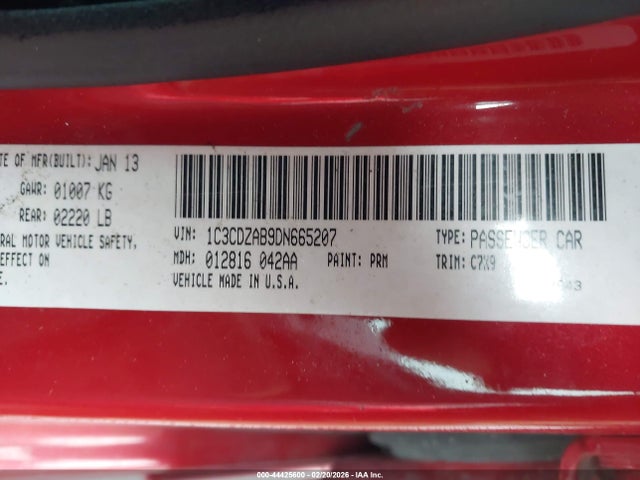 TE OF MFR(BUILT): JAN 13
GAWR: 01007 KG
REAR: 02220 LB
RAL MOTOR VEHICLE SAFETY,
EFFECT ON
E.
VIN: 1C3CDZAB9DN665207
TYPE: PASSENGER CAR
MDH: 012816 042AA
PAINT: PRM
TRIM: C7X9
VEHICLE MADE IN U.S.A.
000-44425600 - 02/20/2026 - IAA Inc.